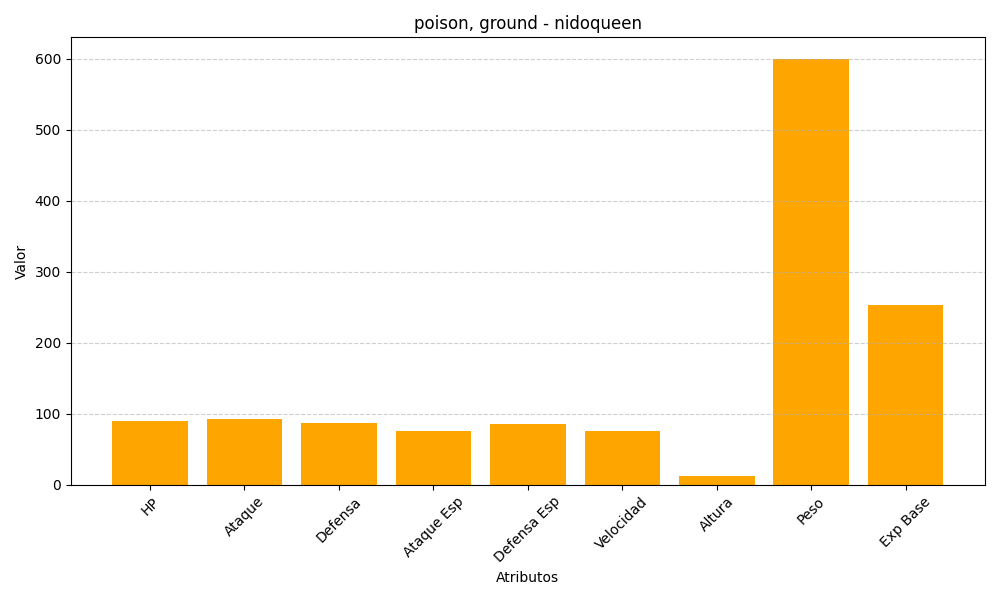 poison, ground - nidoqueen
Valor
600
500
400
300
200
100
0
HP
Ataque
Defensa
Ataque Esp
Defensa Esp
Velocidad
Altura
Peso
Exp Base
Atributos